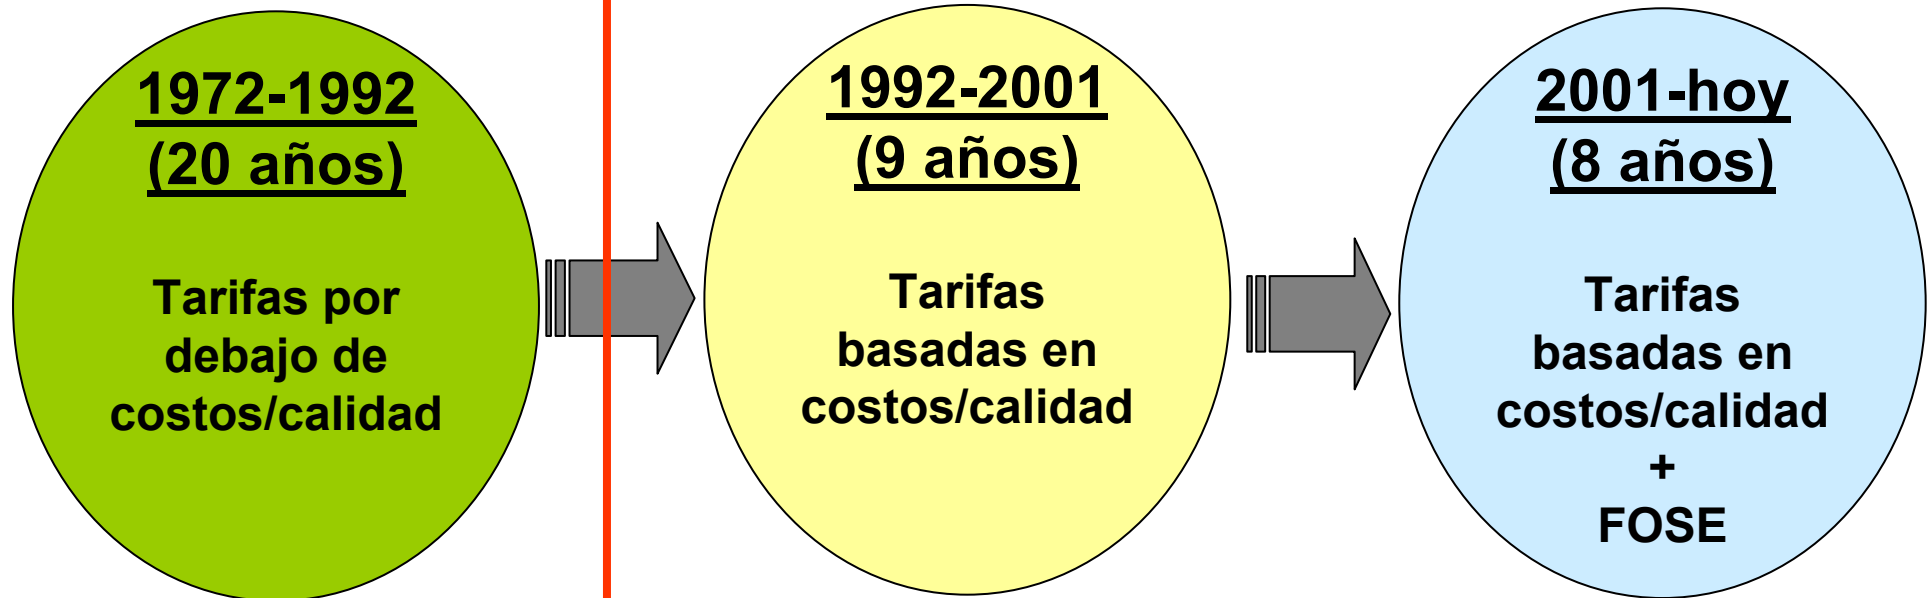 1972-1992
(20 años)
Tarifas por
debajo de
costos/calidad
1992-2001
(9 años)
Tarifas
basadas en
costos/calidad
2001-hoy
(8 años)
Tarifas
basadas en
costos/calidad
+
FOSE